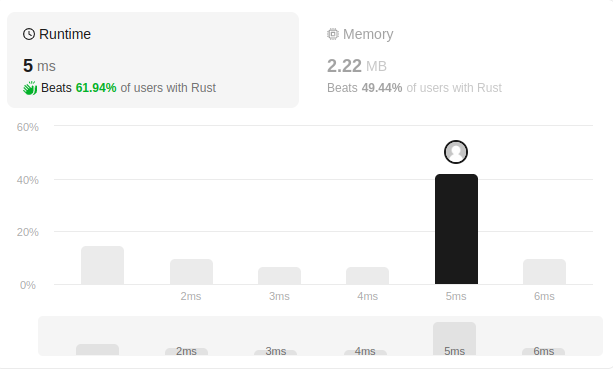 Runtime
5 ms
Beats 61.94% of users with Rust
Memory
2.22 MB
Beats 49.44% of users with Rust
60%
40%
20%
0%
2ms 3ms 4ms 5ms 6ms
2ms 3ms 4ms 5ms 6ms